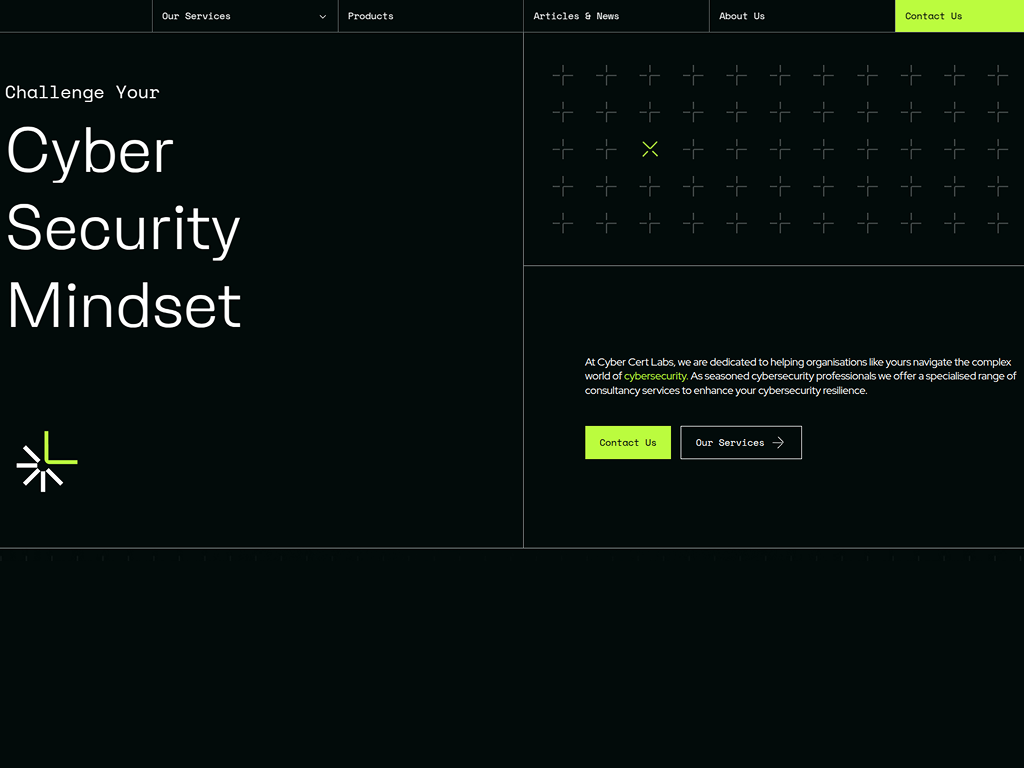 Our Services
Products
Articles & News
About Us
Contact Us
Challenge Your
Cyber
Security
Mindset
At Cyber Cert Labs, we are dedicated to helping organisations like yours navigate the complex
world of cybersecurity. As seasoned cybersecurity professionals we offer a specialised range of
consultancy services to enhance your cybersecurity resilience.
Contact Us
Our Services